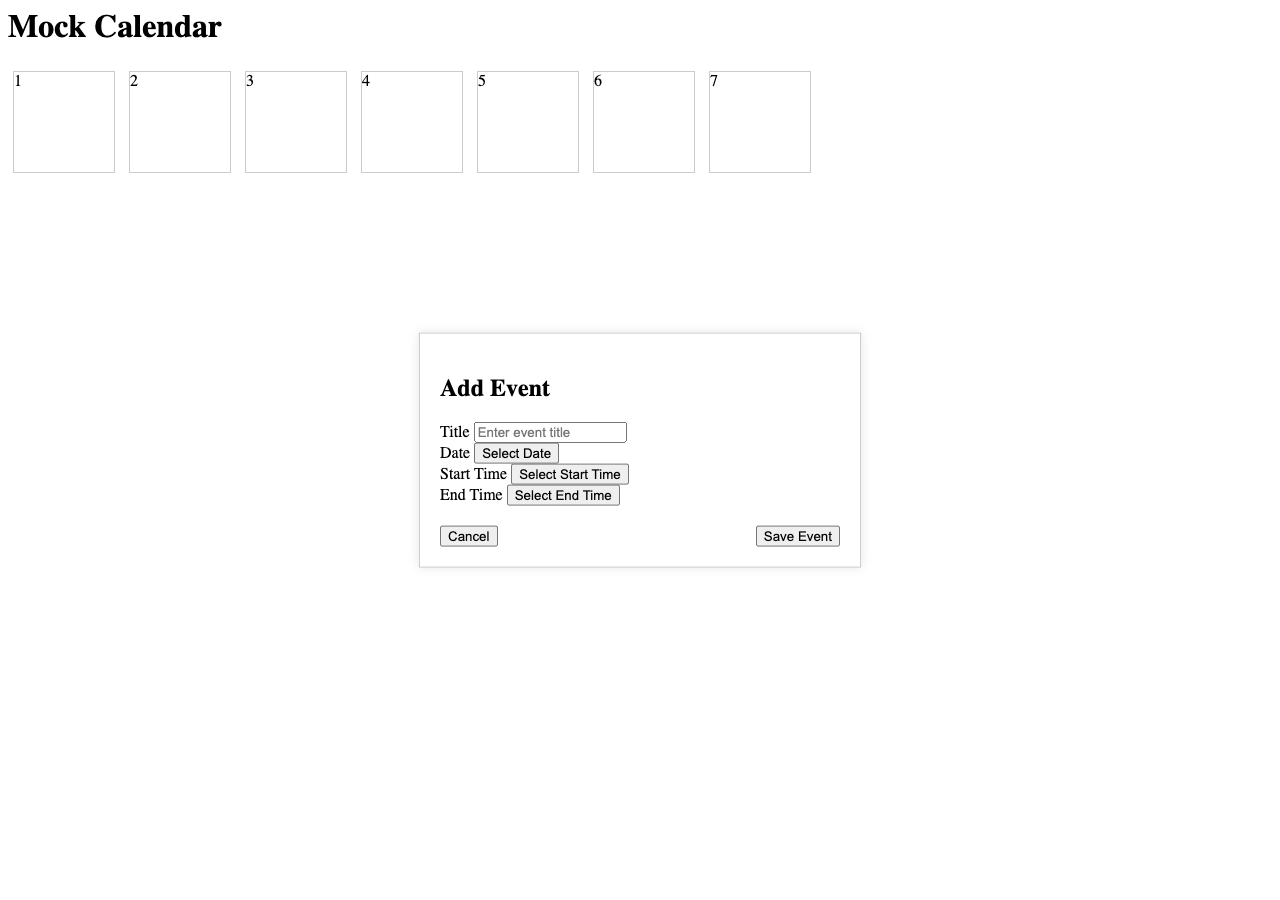 Mock Calendar
1 2 3 4 5 6 7
Add Event
Title Enter event title
Date Select Date
Start Time Select Start Time
End Time Select End Time
Cancel Save Event